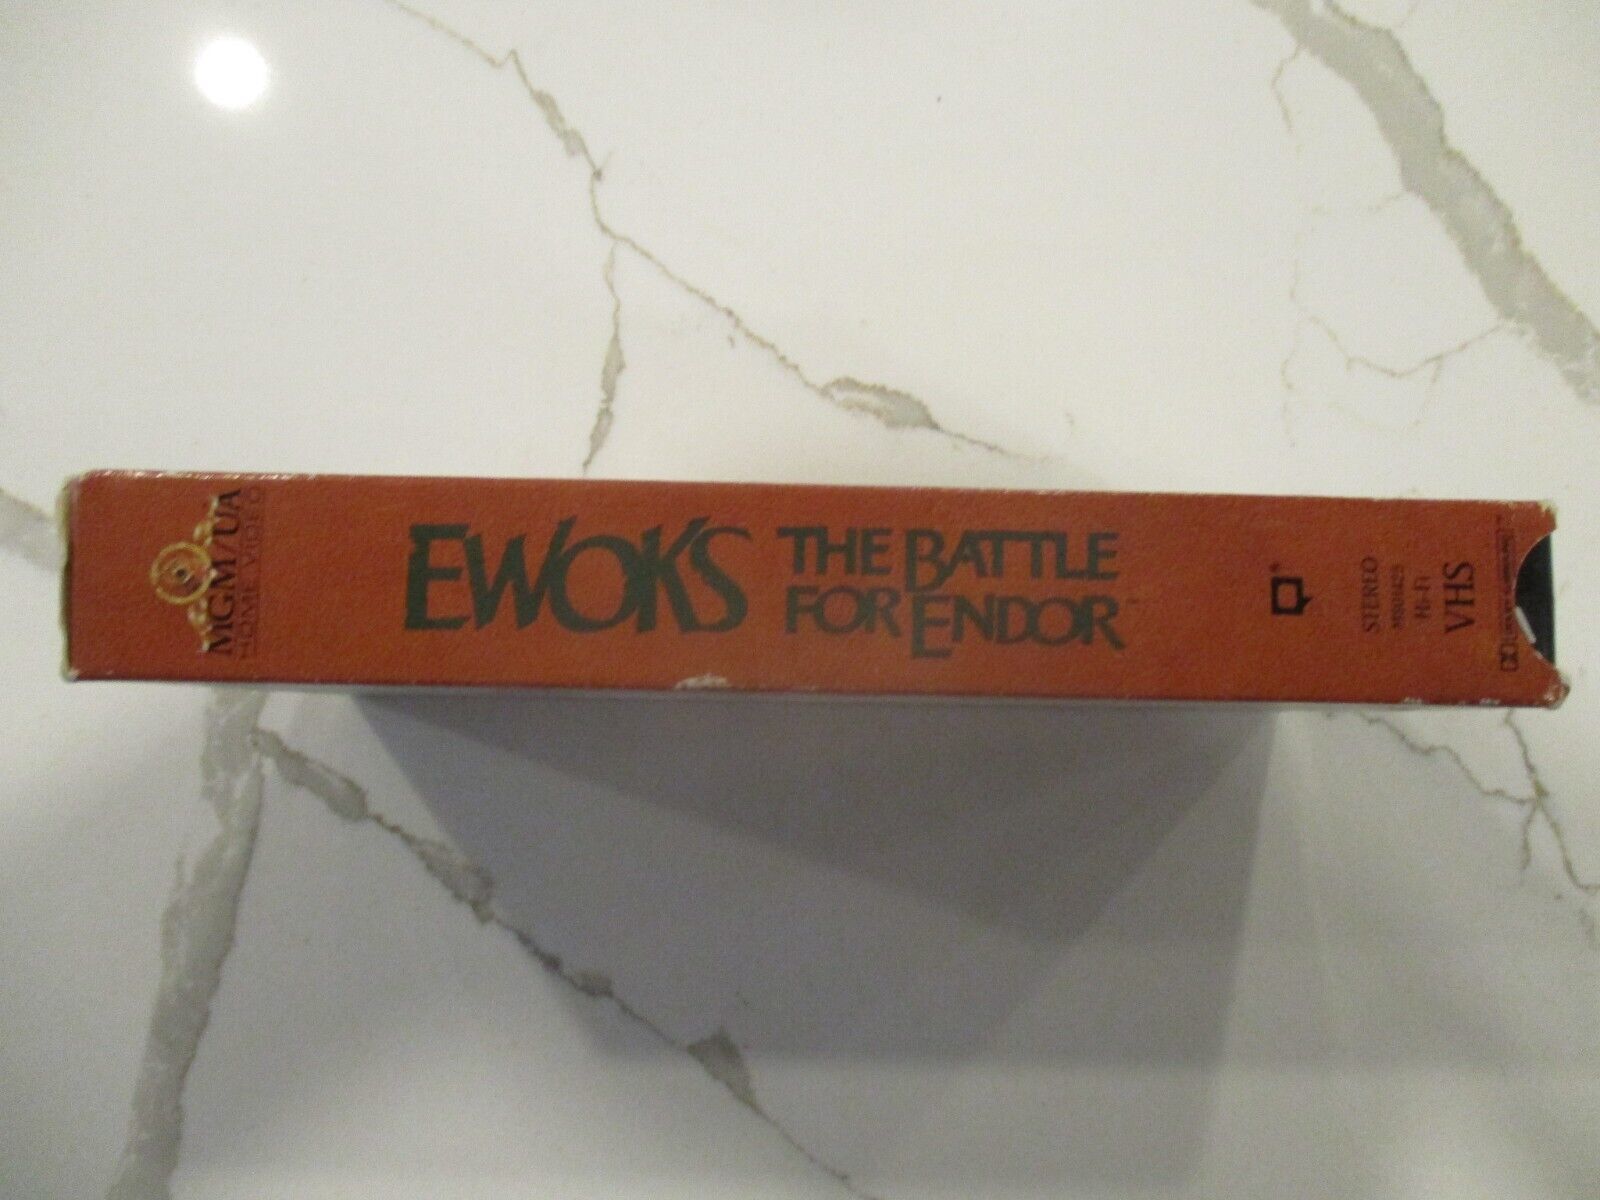 MGM/UA
HOME VIDEO
EWOKS
THE BATTLE
FOR ENDOR
STEREO
Hi-Fi
VHS